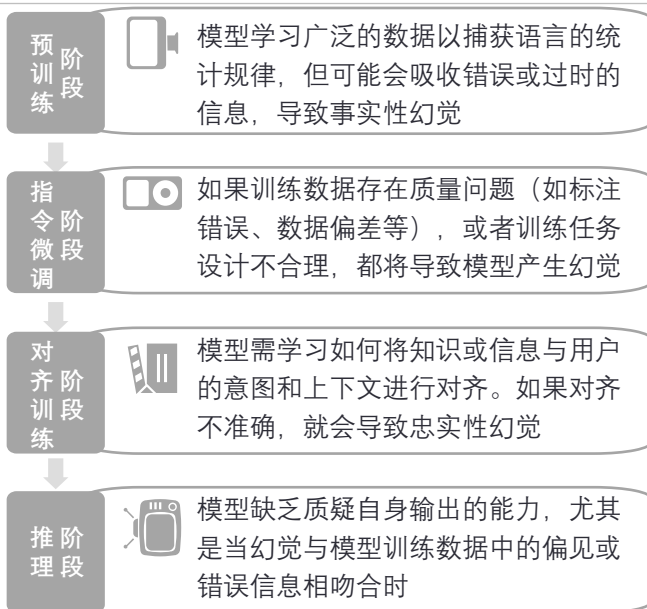 预训练阶段
模型学习广泛的数据以捕获语言的统
计规律，但可能会吸收错误或过时的
信息，导致事实性幻觉
指令微调阶段
如果训练数据存在质量问题（如标注
错误、数据偏差等），或者训练任务
设计不合理，都将导致模型产生幻觉
对齐训练阶段
模型需学习如何将知识或信息与用户
的意图和上下文进行对齐。如果对齐
不准确，就会导致忠实性幻觉
推理阶段
模型缺乏质疑自身输出的能力，尤其
是当幻觉与模型训练数据中的偏见或
错误信息相吻合时